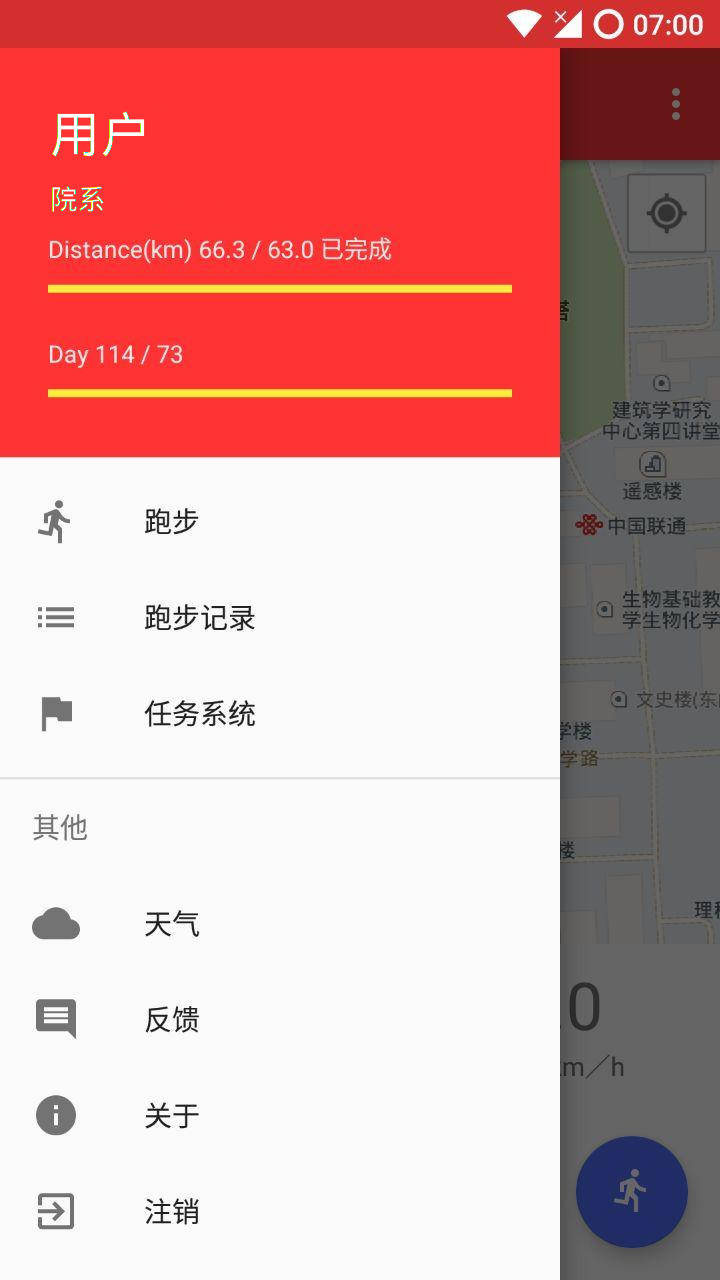 07:00
用户
院系
Distance(km) 66.3 / 63.0 已完成
Day 114 / 73
跑步
跑步记录
任务系统
其他
天气
反馈
关于
注销
建筑学研究
中心第四讲堂
遥感楼
中国联通
生物基础教
学生物化学
文史楼(东
学楼
学路
楼
理科
.0
km／h